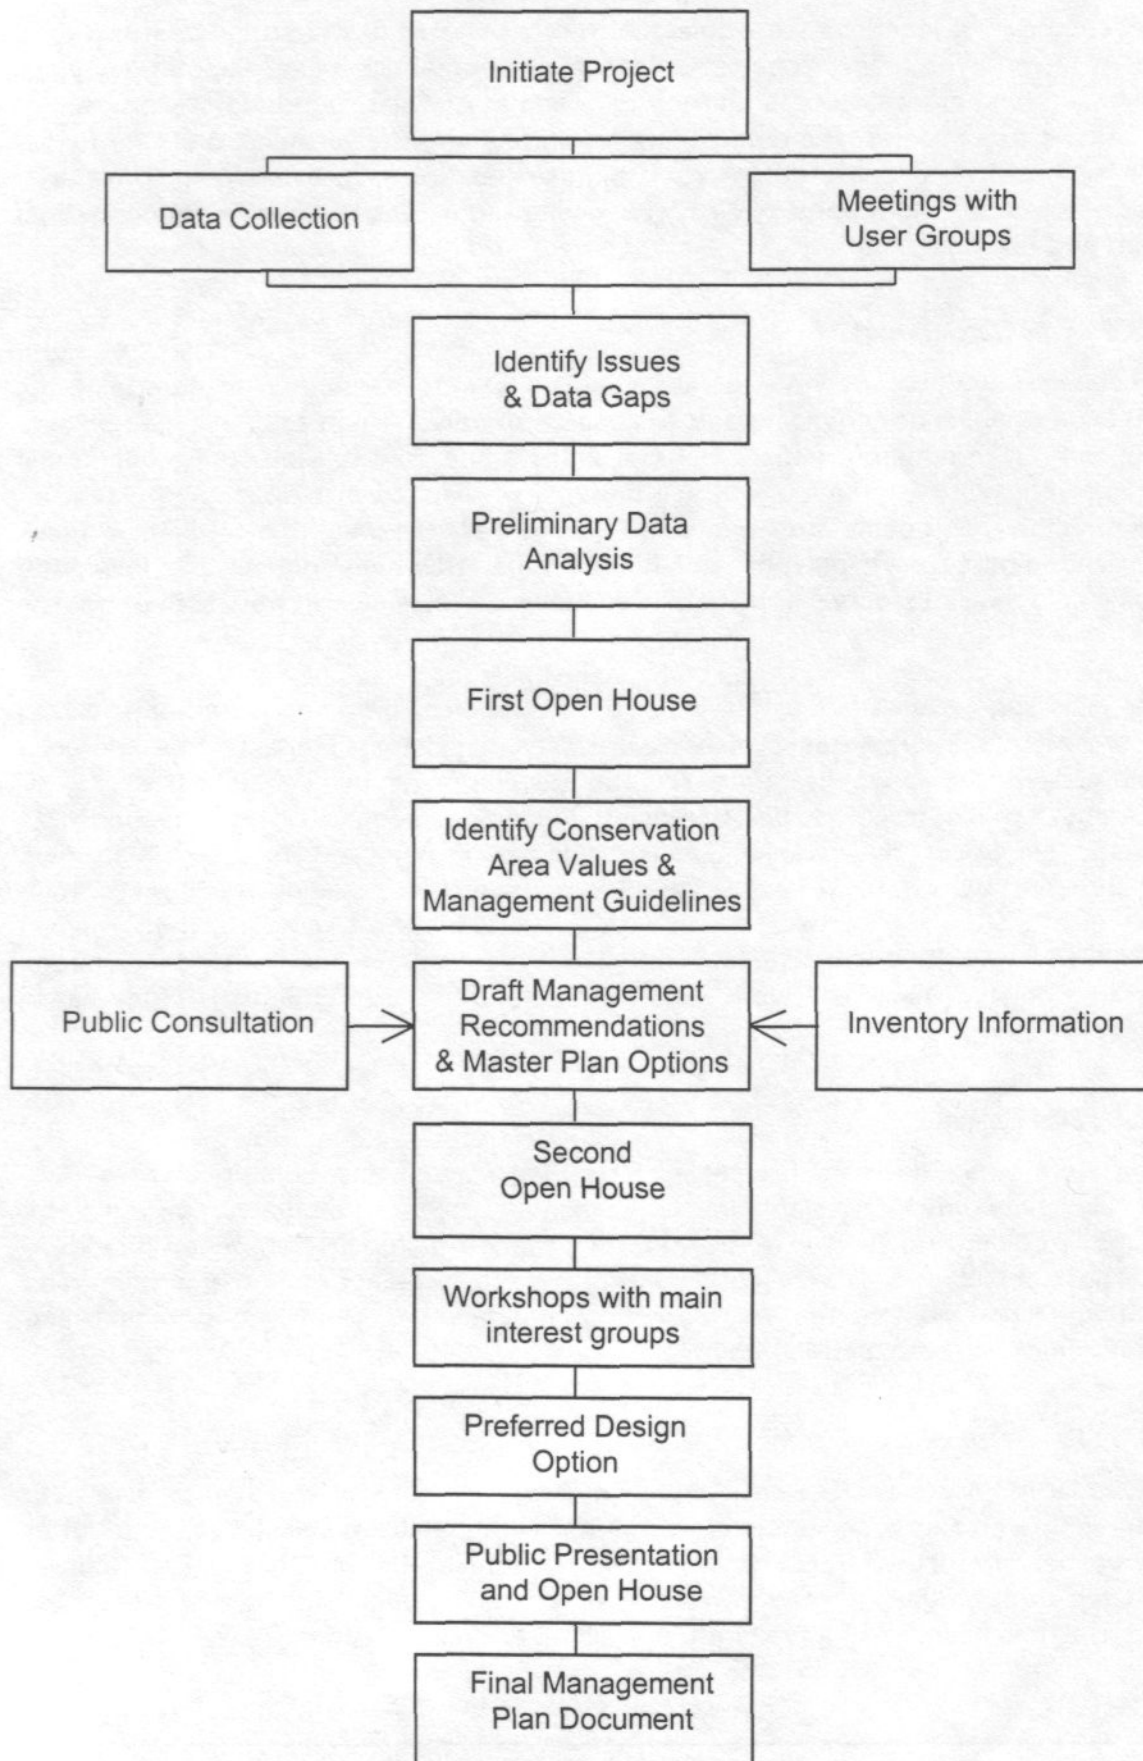 Initiate Project
Data Collection
Meetings with
User Groups
Identify Issues
& Data Gaps
Preliminary Data
Analysis
First Open House
Identify Conservation
Area Values &
Management Guidelines
Public Consultation
Draft Management
Recommendations
& Master Plan Options
Inventory Information
Second
Open House
Workshops with main
interest groups
Preferred Design
Option
Public Presentation
and Open House
Final Management
Plan Document